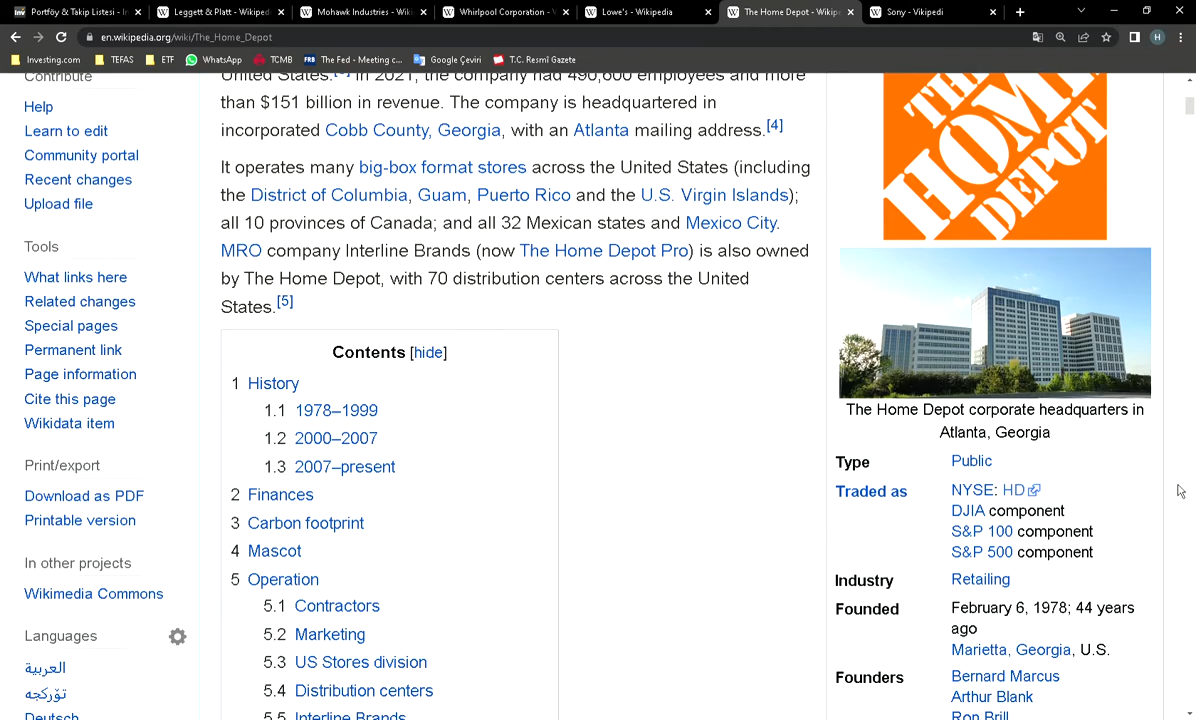 Portföy & Takip Listesi - In
Leggett & Platt - Wikipedi
Mohawk Industries - Wiki
Whirlpool Corporation - W
Lowe's - Wikipedia
The Home Depot - Wikipe
Sony - Vikipedi
en.wikipedia.org/wiki/The_Home_Depot
H
Investing.com
TEFAS
ETF
WhatsApp
TCMB
The Fed - Meeting c...
Google Çeviri
T.C. Resmî Gazete
Contribute
Help
Learn to edit
Community portal
Recent changes
Upload file
Tools
What links here
Related changes
Special pages
Permanent link
Page information
Cite this page
Wikidata item
Print/export
Download as PDF
Printable version
In other projects
Wikimedia Commons
Languages
العربية
تۆرکجه
Deutsch
United States. In 2021, the company had 490,600 employees and more
than $151 billion in revenue. The company is headquartered in
incorporated Cobb County, Georgia, with an Atlanta mailing address.[4]
It operates many big-box format stores across the United States (including
the District of Columbia, Guam, Puerto Rico and the U.S. Virgin Islands);
all 10 provinces of Canada; and all 32 Mexican states and Mexico City.
MRO company Interline Brands (now The Home Depot Pro) is also owned
by The Home Depot, with 70 distribution centers across the United
States.[5]
Contents [hide]
1 History
1.1 1978–1999
1.2 2000–2007
1.3 2007–present
2 Finances
3 Carbon footprint
4 Mascot
5 Operation
5.1 Contractors
5.2 Marketing
5.3 US Stores division
5.4 Distribution centers
5.5 Interline Brands
THE
HOME
DEPOT
The Home Depot corporate headquarters in
Atlanta, Georgia
Type Public
Traded as NYSE: HD
DJIA component
S&P 100 component
S&P 500 component
Industry Retailing
Founded February 6, 1978; 44 years
ago
Marietta, Georgia, U.S.
Founders Bernard Marcus
Arthur Blank
Ron Brill